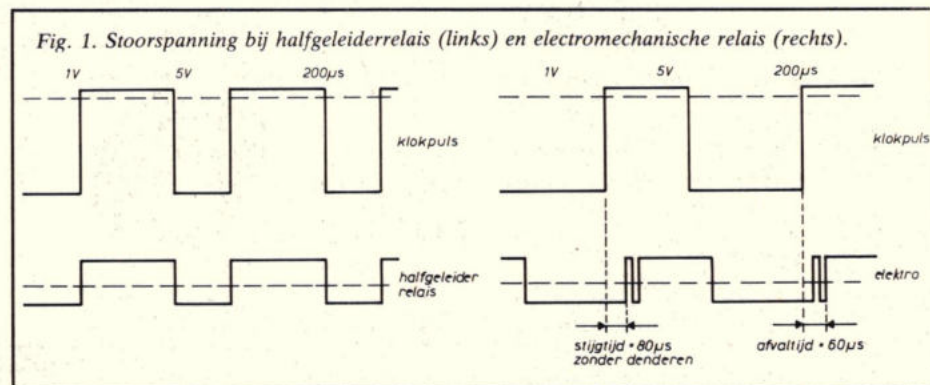 Fig. 1. Stoorspanning bij halfgeleiderrelais (links) en electromechanische relais (rechts).
1V 5V 200µs
klokpuls
halfgeleider
relais
1V 5V 200µs
klokpuls
elektro
stijgtijd = 80µs
zonder denderen
afvaltijd = 60µs